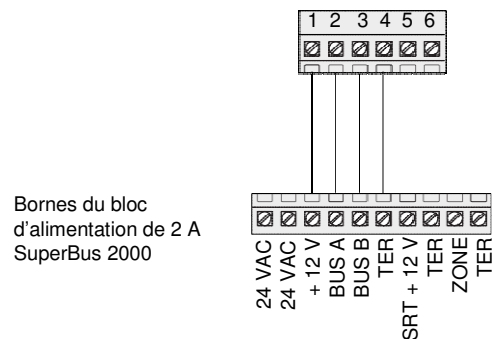 1 2 3 4 5 6
Bornes du bloc
d'alimentation de 2 A
SuperBus 2000
24 VAC
24 VAC
+ 12 V
BUS A
BUS B
TER
SRT + 12 V
TER
ZONE
TER